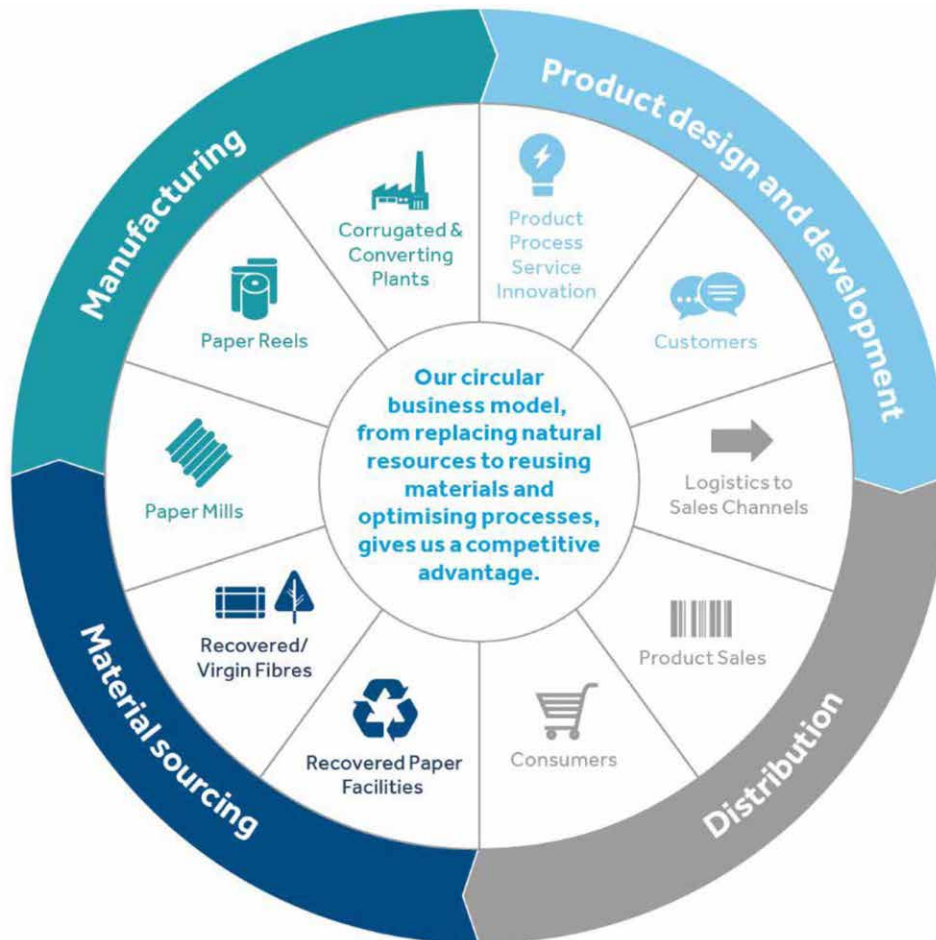 Product design and development
Product
Process
Service
Innovation
Customers
Logistics to
Sales Channels
Distribution
Product Sales
Consumers
Material sourcing
Recovered Paper
Facilities
Recovered/
Virgin Fibres
Manufacturing
Paper Mills
Paper Reels
Corrugated &
Converting
Plants
Our circular
business model,
from replacing natural
resources to reusing
materials and
optimising processes,
gives us a competitive
advantage.